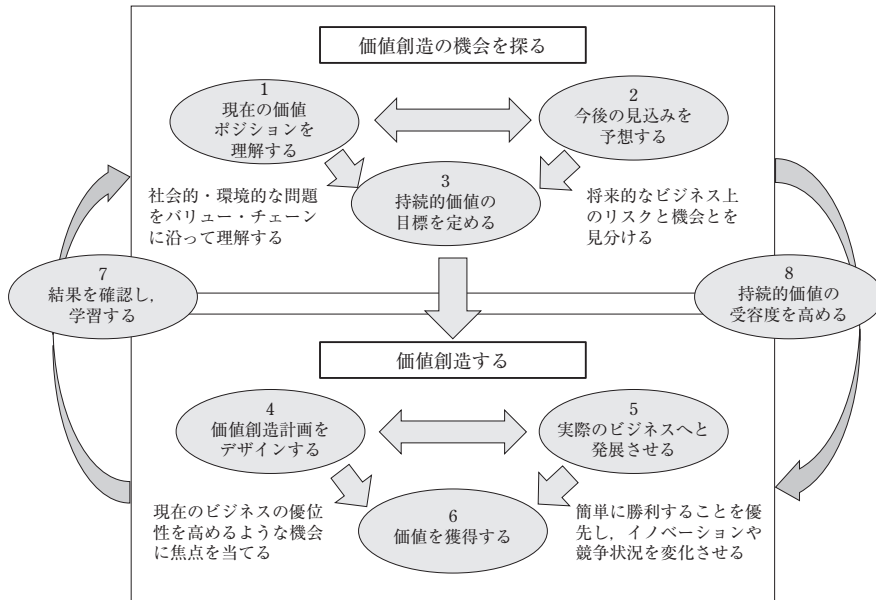 価値創造の機会を探る
1
現在の価値
ポジションを
理解する
2
今後の見込みを
予想する
3
持続的価値の
目標を定める
社会的・環境的な問題
をバリュー・チェーン
に沿って理解する
将来的なビジネス上
のリスクと機会とを
見分ける
7
結果を確認し,
学習する
8
持続的価値の
受容度を高める
価値創造する
4
価値創造計画を
デザインする
5
実際のビジネスへと
発展させる
6
価値を獲得する
現在のビジネスの優位
性を高めるような機会
に焦点を当てる
簡単に勝利することを優
先し,イノベーションや
競争状況を変化させる